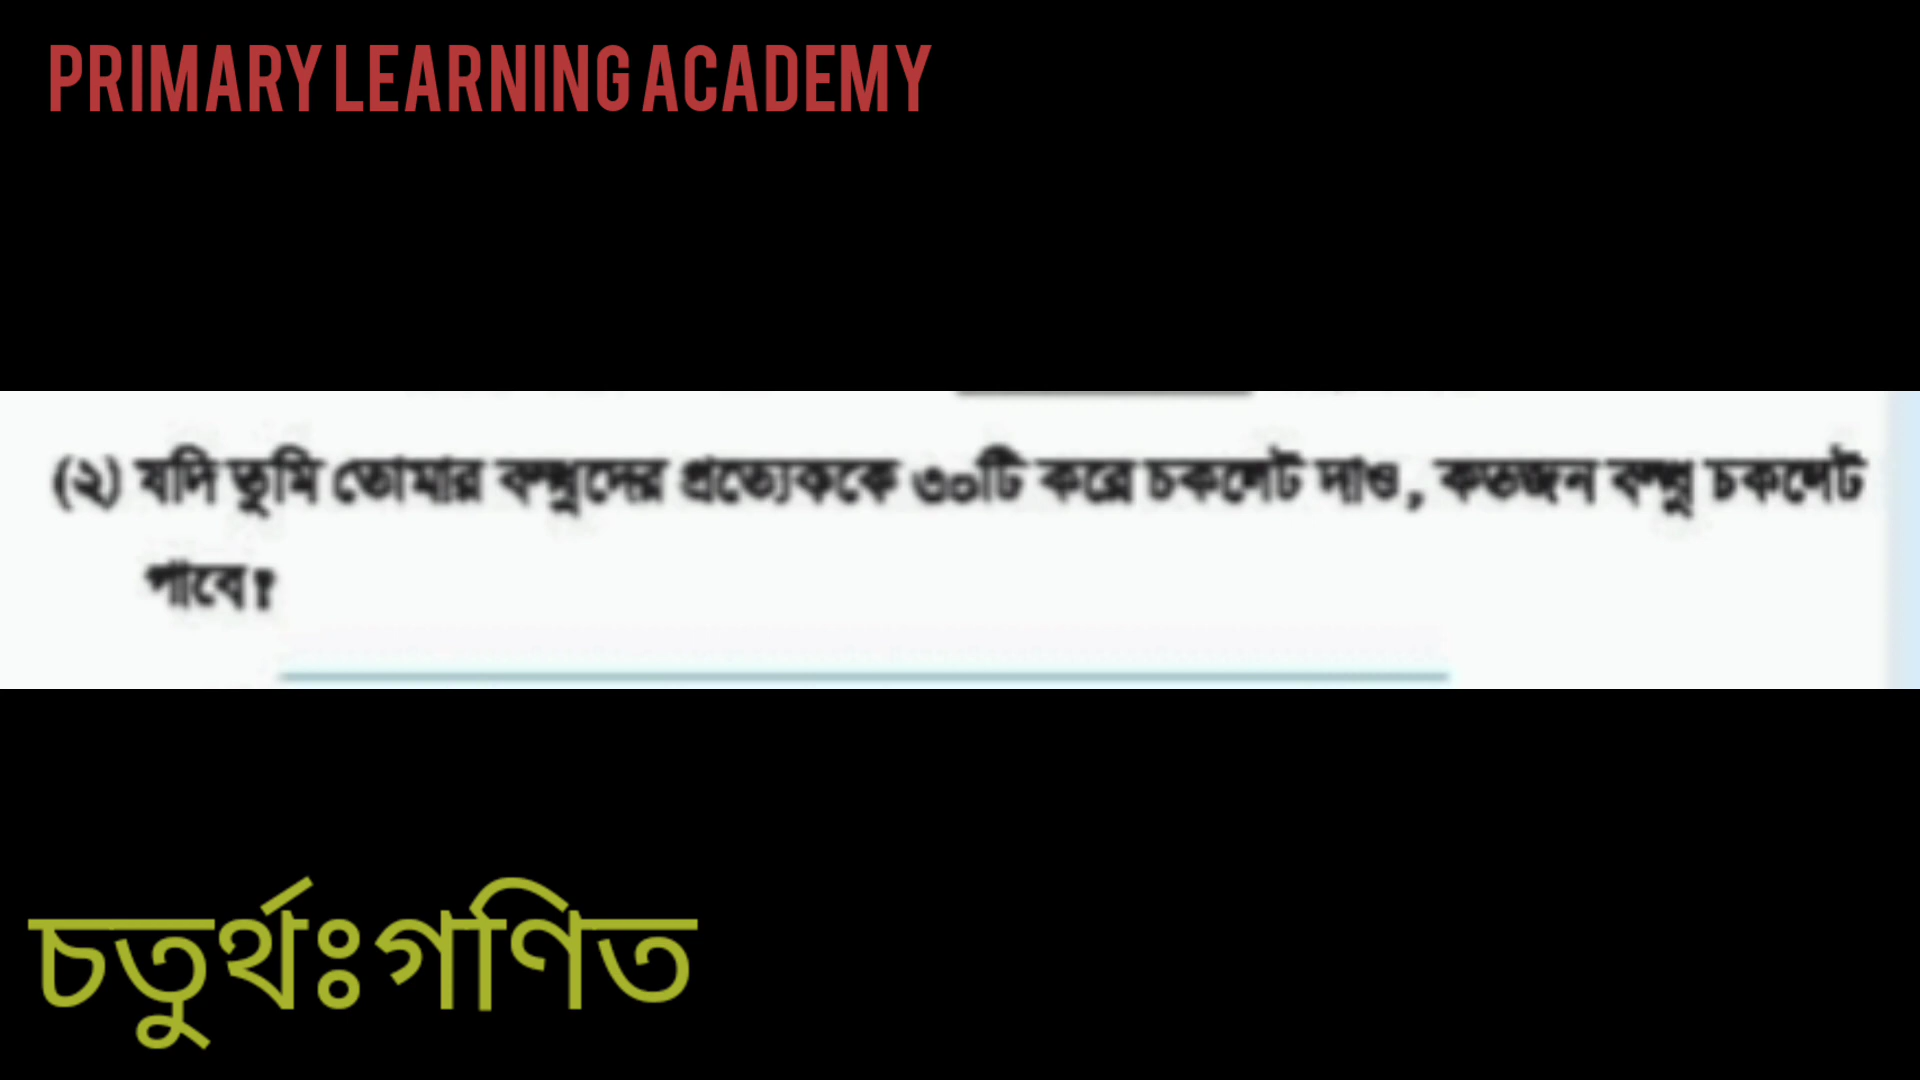 PRIMARY LEARNING ACADEMY
(২) যদি তুমি তোমার বন্ধুদের প্রত্যেককে ৩০টি করে চকলেট দাও, কতজন বন্ধু চকলেট
পাবে?
চতুর্থঃগণিত